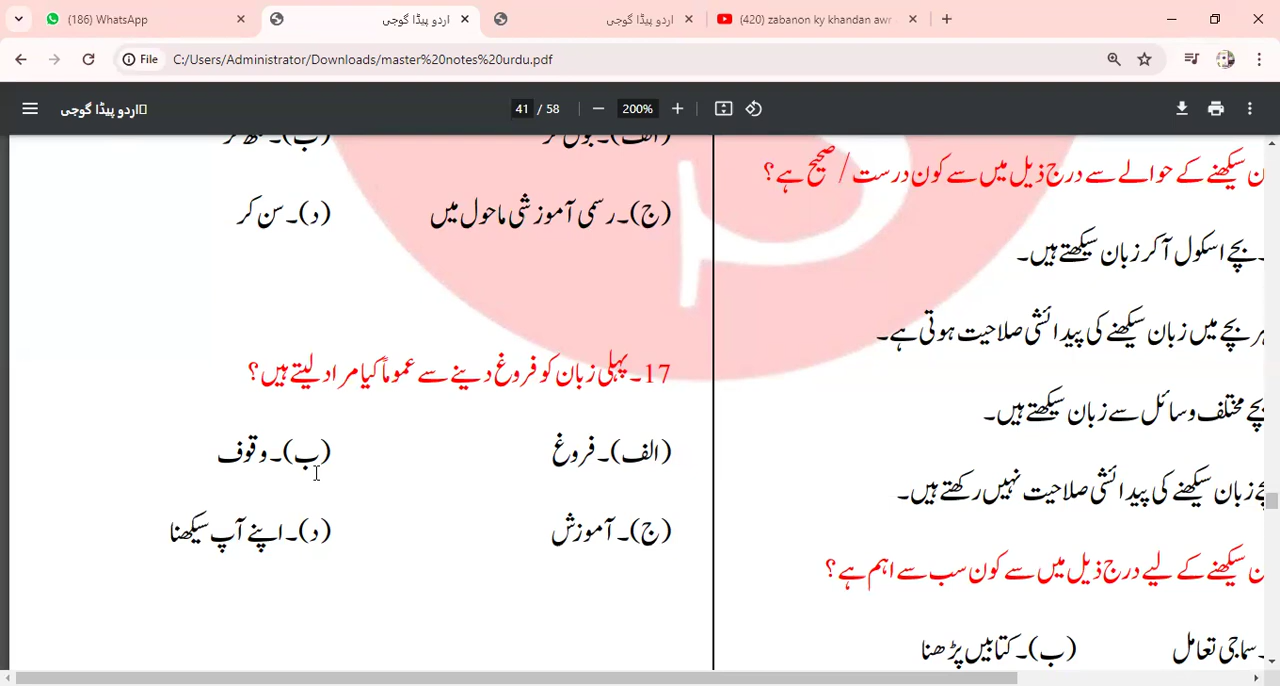 (186) WhatsApp
اردو پیڈا گوجی
اردو پیڈا گوجی
(420) zabanon ky khandan awr
File
C:/Users/Administrator/Downloads/master%20notes%20urdu.pdf
اردو پیڈا گوجی
41 / 58
200%
سیکھنے کے حوالے سے درج ذیل میں سے کون درست / صحیح ہے؟
۔ بچے اسکول آکر زبان سیکھتے ہیں۔
ہر بچے میں زبان سیکھنے کی پیدائشی صلاحیت ہوتی ہے۔
بچے مختلف وسائل سے زبان سیکھتے ہیں۔
بچے زبان سیکھنے کی پیدائشی صلاحیت نہیں رکھتے ہیں۔
سیکھنے کے لیے درج ذیل میں سے کون سب سے اہم ہے؟
۔ سماجی تعامل (ب)۔ کتابیں پڑھنا
(ج)۔ رسمی آموزشی ماحول میں (د)۔ سن کر
17۔ پہلی زبان کو فروغ دینے سے عموماً کیا مراد لیتے ہیں؟
(الف)۔ فروغ (ب)۔ وقوف
(ج)۔ آموزش (د)۔ اپنے آپ سیکھنا